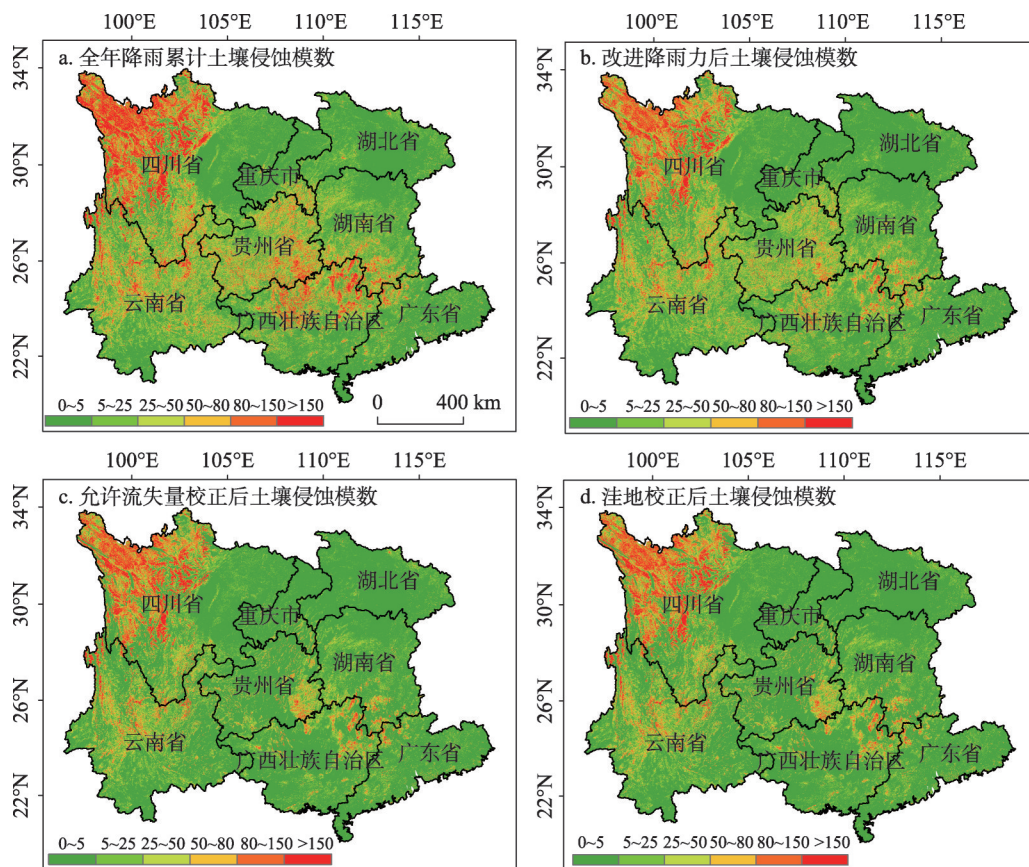 100°E 105°E 110°E 115°E
100°E 105°E 110°E 115°E
a. 全年降雨累计土壤侵蚀模数
34°N
30°N
26°N
22°N
四川省
重庆市
湖北省
湖南省
贵州省
云南省
广西壮族自治区
广东省
0~5 5~25 25~50 50~80 80~150 >150
0 400 km
b. 改进降雨力后土壤侵蚀模数
34°N
30°N
26°N
22°N
四川省
重庆市
湖北省
湖南省
贵州省
云南省
广西壮族自治区
广东省
0~5 5~25 25~50 50~80 80~150 >150
100°E 105°E 110°E 115°E
100°E 105°E 110°E 115°E
c. 允许流失量校正后土壤侵蚀模数
34°N
30°N
26°N
22°N
四川省
重庆市
湖北省
湖南省
贵州省
云南省
广西壮族自治区
广东省
0~5 5~25 25~50 50~80 80~150 >150
d. 洼地校正后土壤侵蚀模数
34°N
30°N
26°N
22°N
四川省
重庆市
湖北省
湖南省
贵州省
云南省
广西壮族自治区
广东省
0~5 5~25 25~50 50~80 80~150 >150